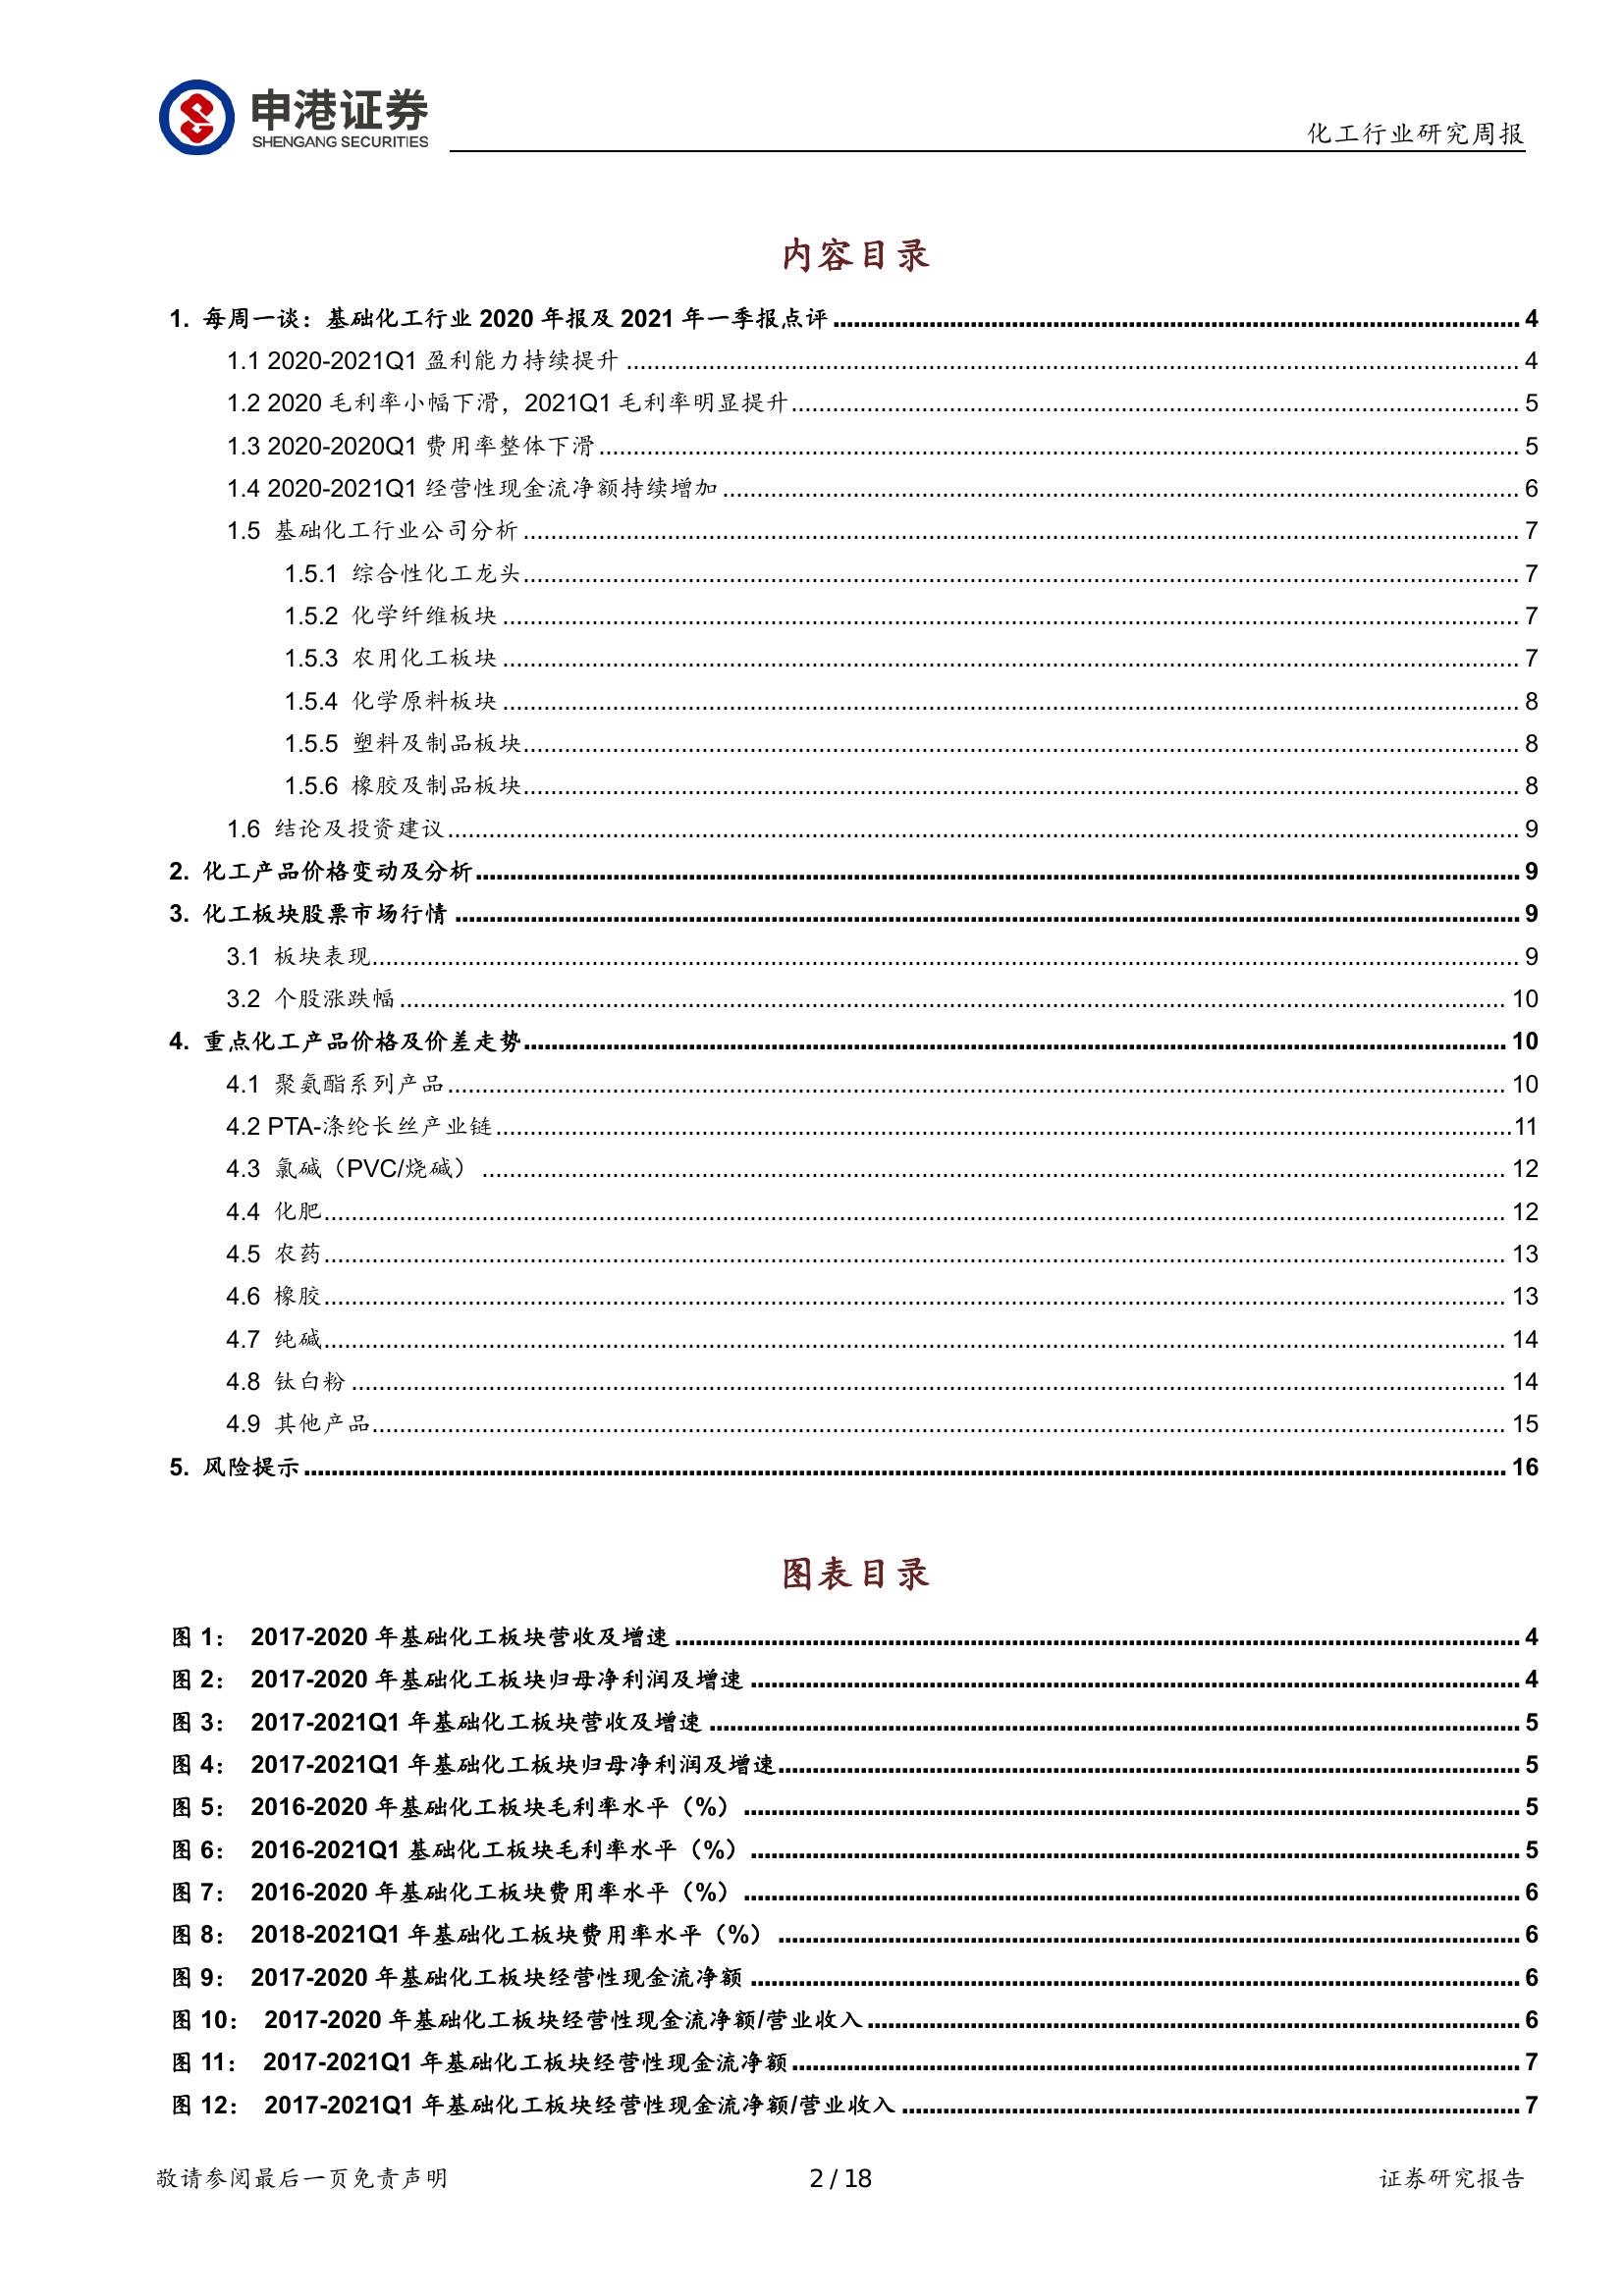 申港证券
SHENGANG SECURITIES
化工行业研究周报
内容目录
1. 每周一谈：基础化工行业 2020 年报及 2021 年一季报点评 4
1.1 2020-2021Q1 盈利能力持续提升 4
1.2 2020 毛利率小幅下滑，2021Q1 毛利率明显提升 5
1.3 2020-2020Q1 费用率整体下滑 5
1.4 2020-2021Q1 经营性现金流净额持续增加 6
1.5 基础化工行业公司分析 7
1.5.1 综合性化工龙头 7
1.5.2 化学纤维板块 7
1.5.3 农用化工板块 7
1.5.4 化学原料板块 8
1.5.5 塑料及制品板块 8
1.5.6 橡胶及制品板块 8
1.6 结论及投资建议 9
2. 化工产品价格变动及分析 9
3. 化工板块股票市场行情 9
3.1 板块表现 9
3.2 个股涨跌幅 10
4. 重点化工产品价格及价差走势 10
4.1 聚氨酯系列产品 10
4.2 PTA-涤纶长丝产业链 11
4.3 氯碱（PVC/烧碱） 12
4.4 化肥 12
4.5 农药 13
4.6 橡胶 13
4.7 纯碱 14
4.8 钛白粉 14
4.9 其他产品 15
5. 风险提示 16
图表目录
图 1： 2017-2020 年基础化工板块营收及增速 4
图 2： 2017-2020 年基础化工板块归母净利润及增速 4
图 3： 2017-2021Q1 年基础化工板块营收及增速 5
图 4： 2017-2021Q1 年基础化工板块归母净利润及增速 5
图 5： 2016-2020 年基础化工板块毛利率水平（%） 5
图 6： 2016-2021Q1 基础化工板块毛利率水平（%） 5
图 7： 2016-2020 年基础化工板块费用率水平（%） 6
图 8： 2018-2021Q1 年基础化工板块费用率水平（%） 6
图 9： 2017-2020 年基础化工板块经营性现金流净额 6
图 10： 2017-2020 年基础化工板块经营性现金流净额/营业收入 6
图 11： 2017-2021Q1 年基础化工板块经营性现金流净额 7
图 12： 2017-2021Q1 年基础化工板块经营性现金流净额/营业收入 7
敬请参阅最后一页免责声明
2 / 18
证券研究报告